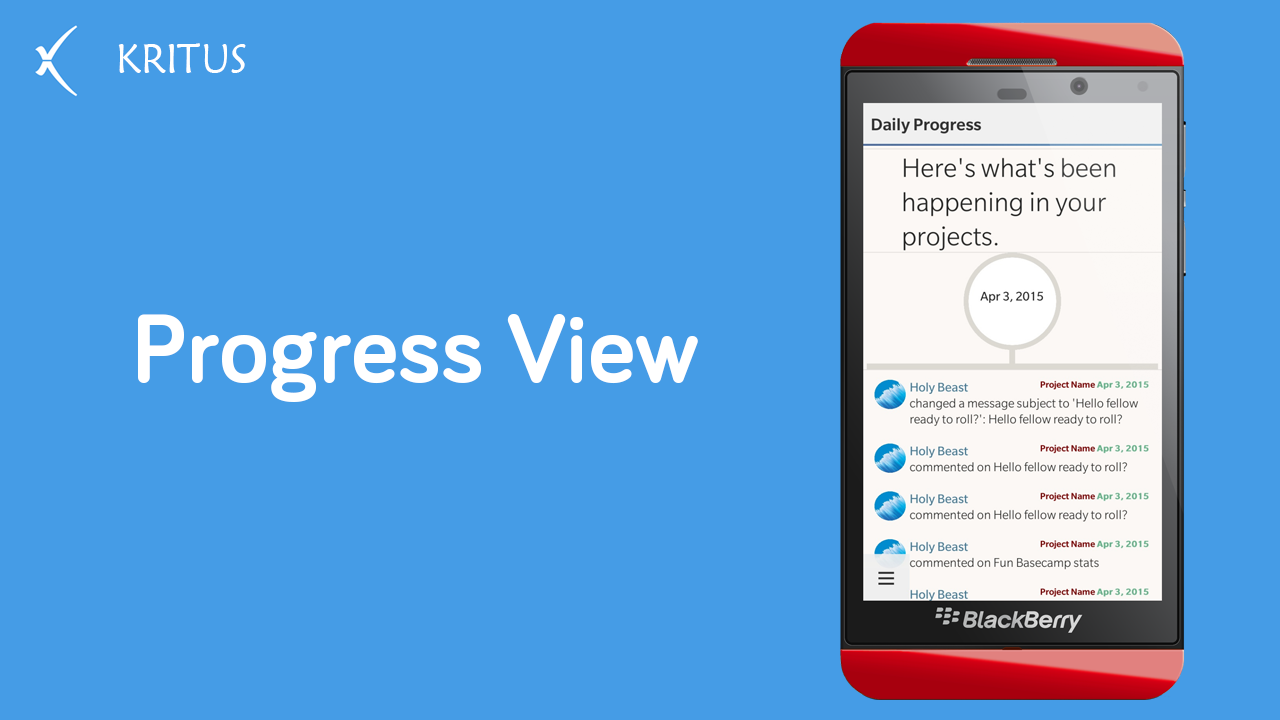 KRITUS
Progress View
Daily Progress
Here's what's been
happening in your
projects.
Apr 3, 2015
Holy Beast
Project Name Apr 3, 2015
changed a message subject to 'Hello fellow
ready to roll?': Hello fellow ready to roll?
Holy Beast
Project Name Apr 3, 2015
commented on Hello fellow ready to roll?
Holy Beast
Project Name Apr 3, 2015
commented on Hello fellow ready to roll?
Holy Beast
Project Name Apr 3, 2015
commented on Fun Basecamp stats
Holy Beast
Project Name Apr 3, 2015
BlackBerry